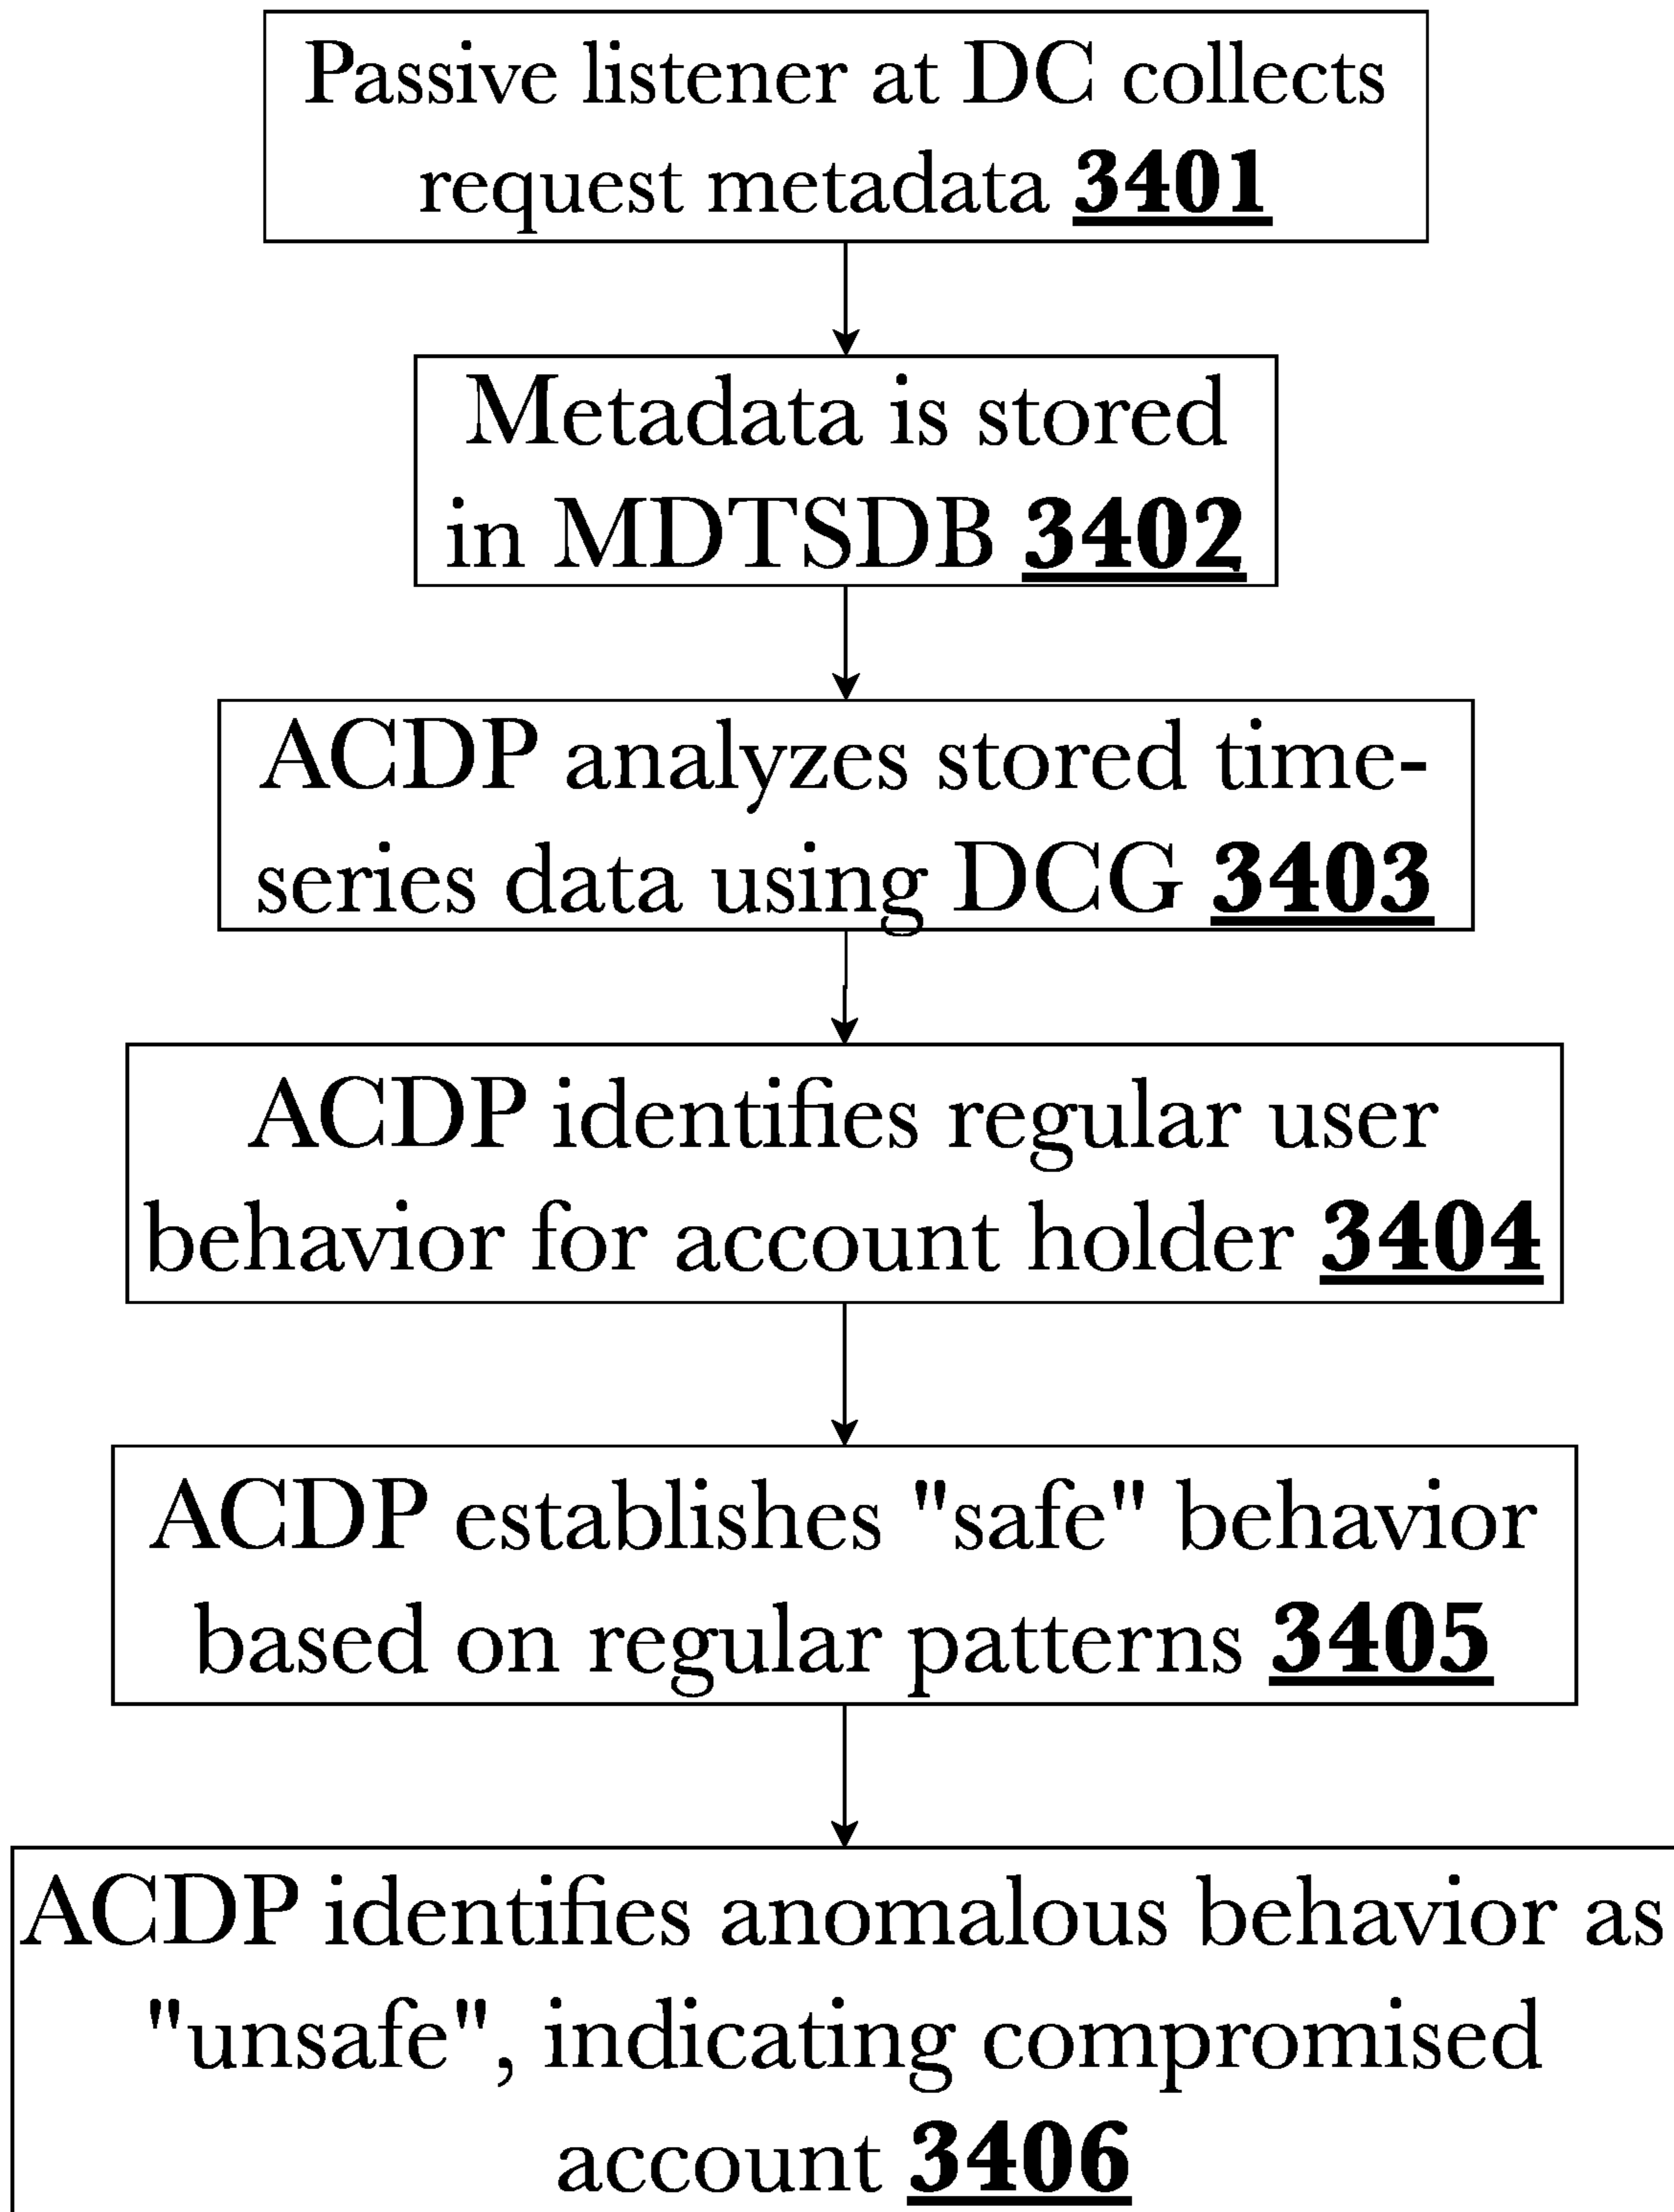 Passive listener at DC collects
request metadata 3401
Metadata is stored
in MDTSDB 3402
ACDP analyzes stored time-
series data using DCG 3403
ACDP identifies regular user
behavior for account holder 3404
ACDP establishes "safe" behavior
based on regular patterns 3405
ACDP identifies anomalous behavior as
"unsafe", indicating compromised
account 3406